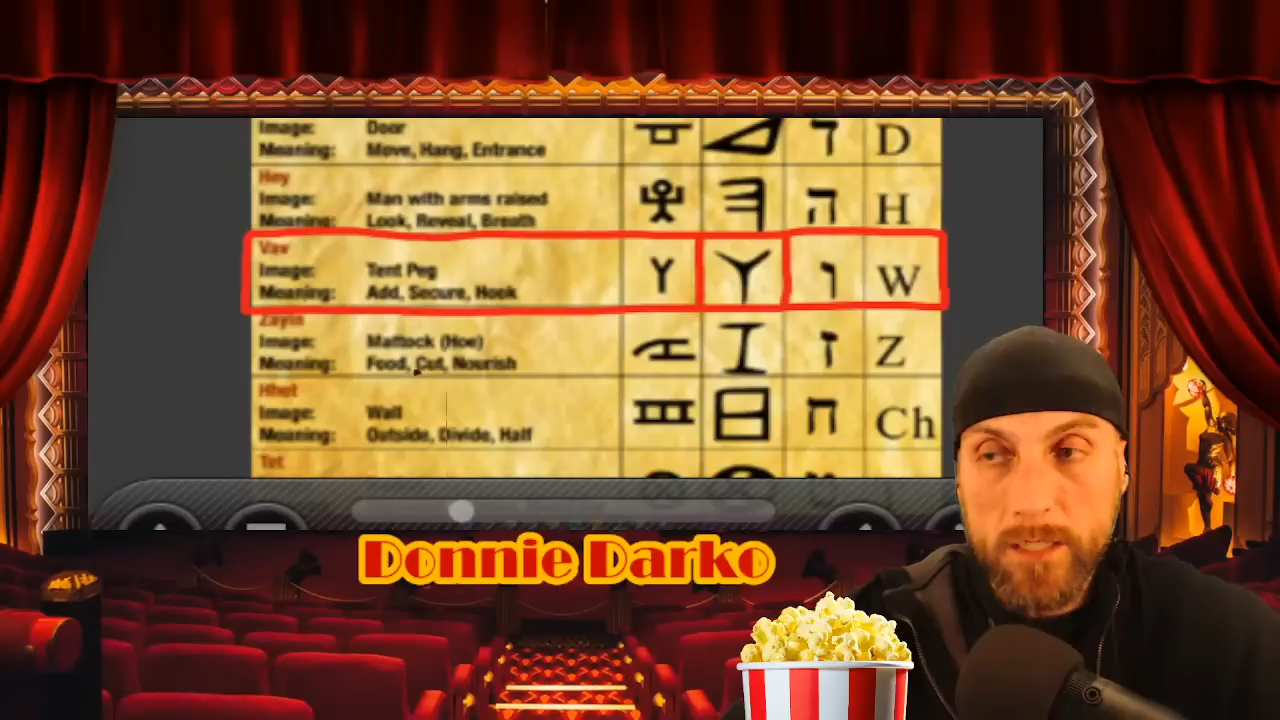 Image: Door D
Meaning: Move, Hang, Entrance
ד
Hey
Image: Man with arms raised
ה H
Meaning: Look, Reveal, Breath
Vav
Image: Tent Peg
ו W
Meaning: Add, Secure, Hook
Zayin
Image: Mattock (Hoe)
ז Z
Meaning: Food, Cut, Nourish
Hhet
Image: Wall
ח Ch
Meaning: Outside, Divide, Half
Tet
Donnie Darko